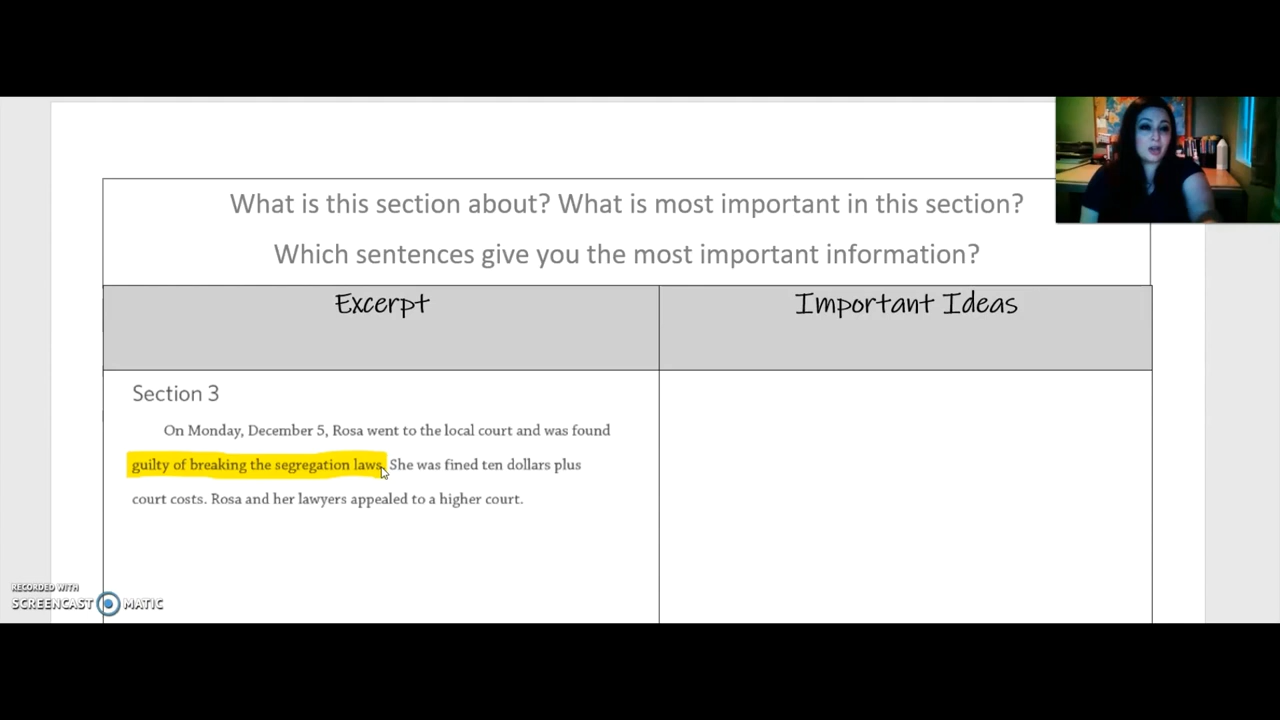 What is this section about? What is most important in this section?
Which sentences give you the most important information?
Excerpt
Important Ideas
Section 3
On Monday, December 5, Rosa went to the local court and was found
guilty of breaking the segregation laws. She was fined ten dollars plus
court costs. Rosa and her lawyers appealed to a higher court.
RECORDED WITH
SCREENCAST MATIC